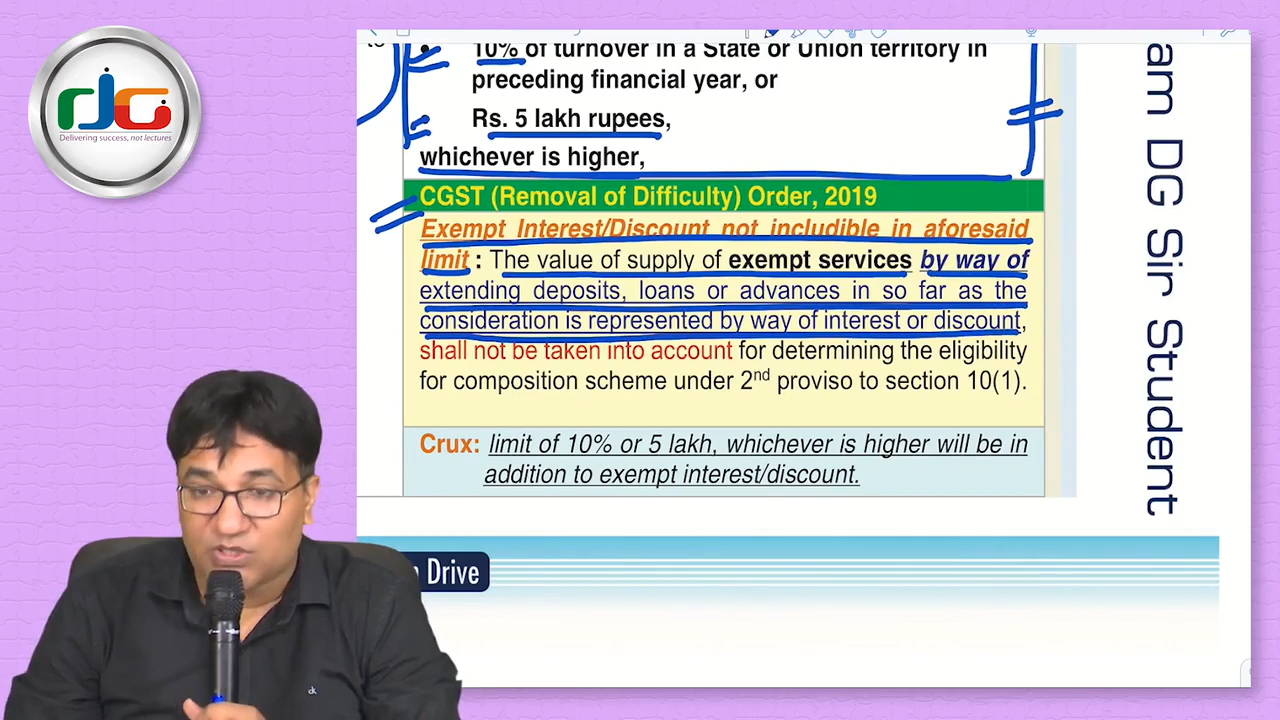 Delivering success, not lectures
10% of turnover in a State or Union territory in
preceding financial year, or
Rs. 5 lakh rupees,
whichever is higher,
CGST (Removal of Difficulty) Order, 2019
Exempt Interest/Discount not includible in aforesaid
limit : The value of supply of exempt services by way of
extending deposits, loans or advances in so far as the
consideration is represented by way of interest or discount,
shall not be taken into account for determining the eligibility
for composition scheme under 2nd proviso to section 10(1).
Crux: limit of 10% or 5 lakh, whichever is higher will be in
addition to exempt interest/discount.
Drive
am DG Sir Student